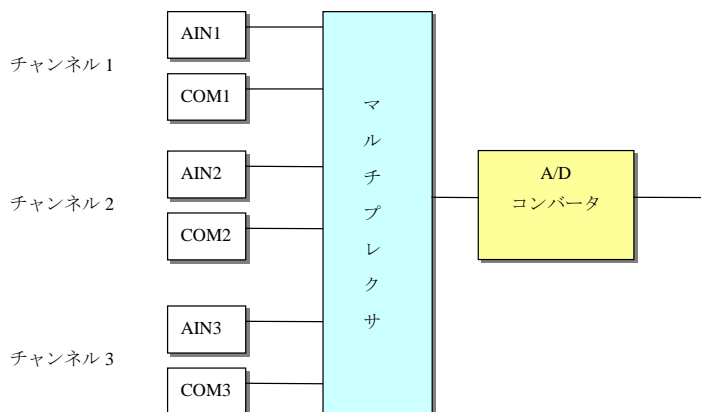 チャンネル 1
AIN1
COM1
チャンネル 2
AIN2
COM2
チャンネル 3
AIN3
COM3
マルチプレクサ
A/D
コンバータ